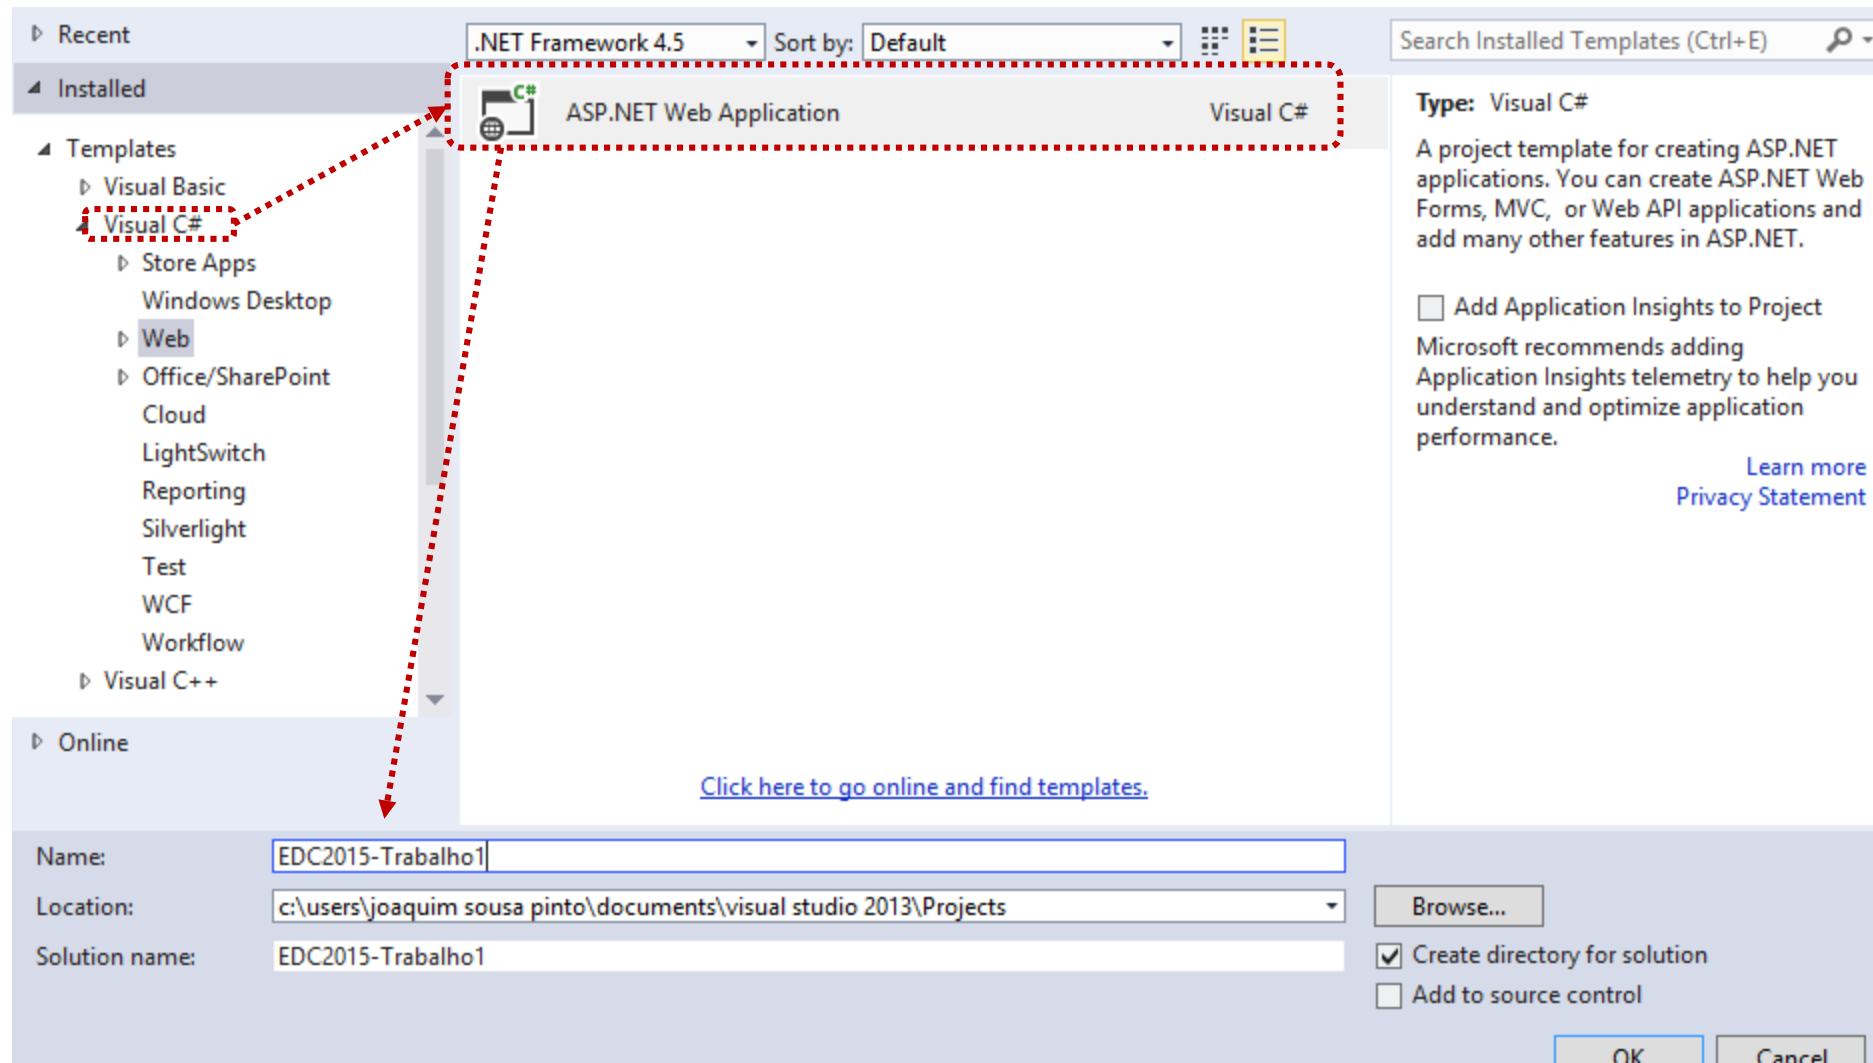 Recent
Installed
Templates
Visual Basic
Visual C#
Store Apps
Windows Desktop
Web
Office/SharePoint
Cloud
LightSwitch
Reporting
Silverlight
Test
WCF
Workflow
Visual C++
Online
.NET Framework 4.5
Sort by: Default
C#
ASP.NET Web Application Visual C#
Click here to go online and find templates.
Search Installed Templates (Ctrl+E)
Type: Visual C#
A project template for creating ASP.NET
applications. You can create ASP.NET Web
Forms, MVC, or Web API applications and
add many other features in ASP.NET.
Add Application Insights to Project
Microsoft recommends adding
Application Insights telemetry to help you
understand and optimize application
performance.
Learn more
Privacy Statement
Name: EDC2015-Trabalho1
Location: c:\users\joaquim sousa pinto\documents\visual studio 2013\Projects
Browse...
Solution name: EDC2015-Trabalho1
Create directory for solution
Add to source control
OK Cancel